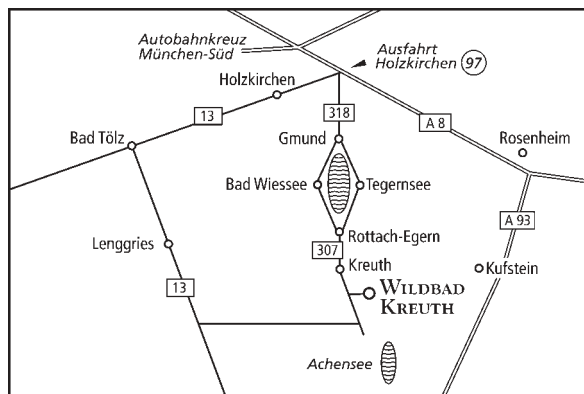 Autobahnkreuz
München-Süd
Ausfahrt
Holzkirchen 97
Holzkirchen
13
318
A 8
Bad Tölz
Gmund
Rosenheim
Bad Wiessee
Tegernsee
A 93
Rottach-Egern
Lenggries
307
Kreuth
Kufstein
13
WILDBAD
KREUTH
Achensee